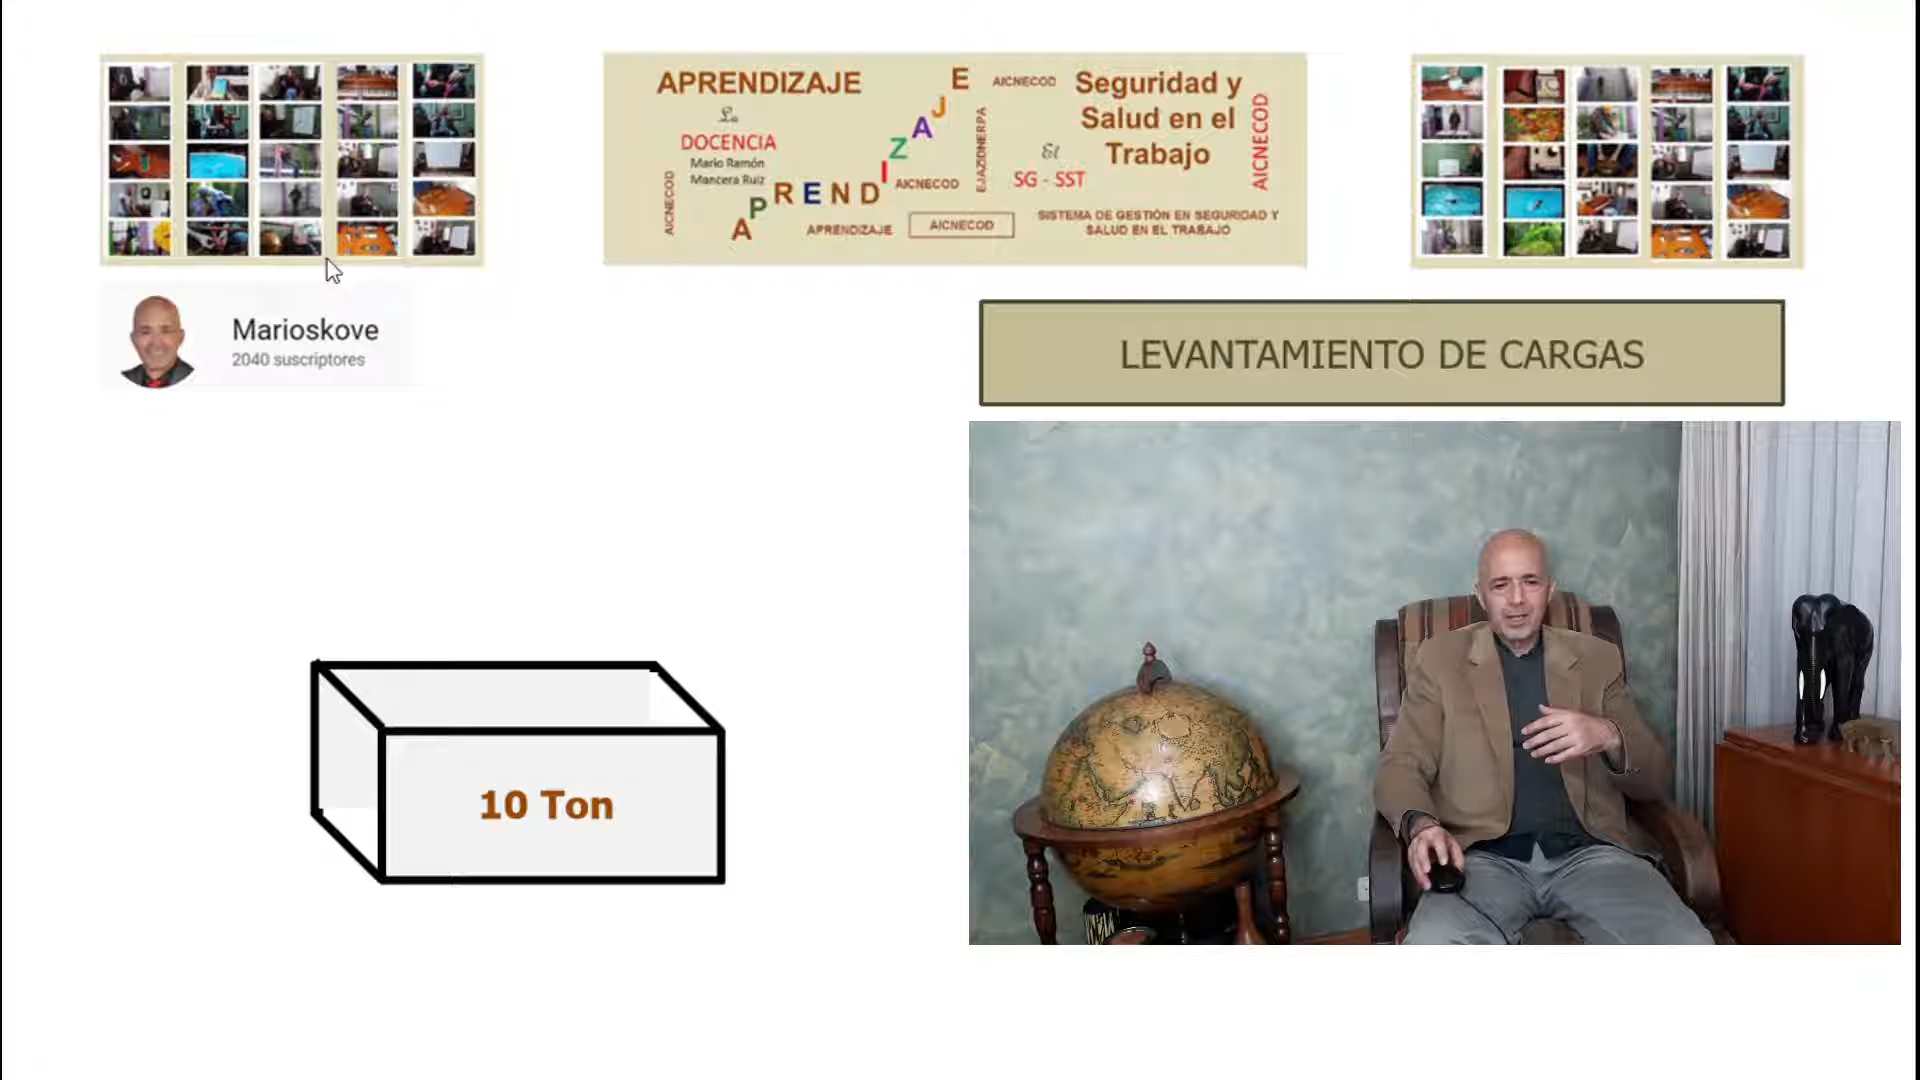 APRENDIZAJE
La
DOCENCIA
Mario Ramón
Mancera Ruiz
AICNECOD
APRENDIZAJE
AICNECOD
APRENDIZAJE
AICNECOD
AICNECOD
EJAZIDNERPA
Seguridad y
Salud en el
Trabajo
El
SG - SST
AICNECOD
SISTEMA DE GESTIÓN EN SEGURIDAD Y
SALUD EN EL TRABAJO
Marioskove
2040 suscriptores
LEVANTAMIENTO DE CARGAS
10 Ton